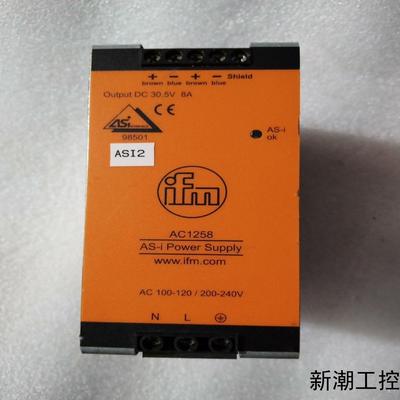 + − + − Shield
brown blue brown blue
Output DC 30.5V 8A
ASi
98501
CE
AS-i
ok
ASI2
ifm
AC1258
AS-i Power Supply
www.ifm.com
AC 100-120 / 200-240V
N L
新潮工控